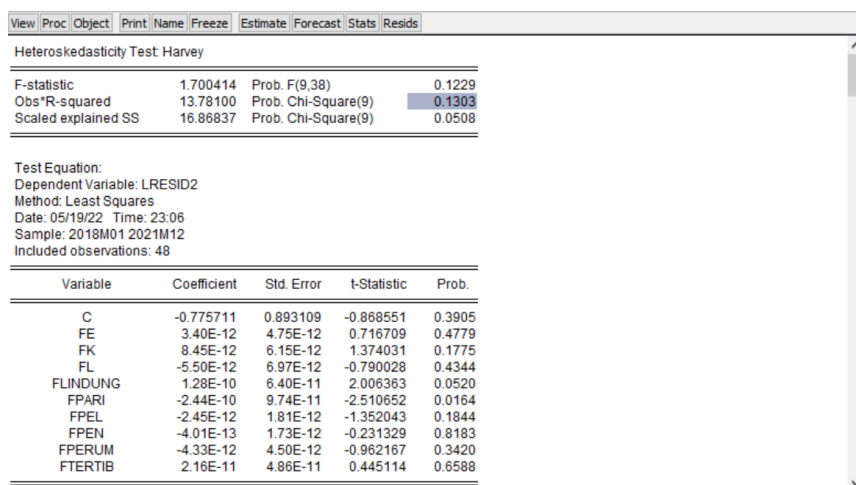 View Proc Object Print Name Freeze Estimate Forecast Stats Resids
Heteroskedasticity Test: Harvey
F-statistic 1.700414 Prob. F(9,38) 0.1229
Obs*R-squared 13.78100 Prob. Chi-Square(9) 0.1303
Scaled explained SS 16.86837 Prob. Chi-Square(9) 0.0508
Test Equation:
Dependent Variable: LRESID2
Method: Least Squares
Date: 05/19/22 Time: 23:06
Sample: 2018M01 2021M12
Included observations: 48
Variable Coefficient Std. Error t-Statistic Prob.
C -0.775711 0.893109 -0.868551 0.3905
FE 3.40E-12 4.75E-12 0.716709 0.4779
FK 8.45E-12 6.15E-12 1.374031 0.1775
FL -5.50E-12 6.97E-12 -0.790028 0.4344
FLINDUNG 1.28E-10 6.40E-11 2.006363 0.0520
FPARI -2.44E-10 9.74E-11 -2.510652 0.0164
FPEL -2.45E-12 1.81E-12 -1.352043 0.1844
FPEN -4.01E-13 1.73E-12 -0.231329 0.8183
FPERUM -4.33E-12 4.50E-12 -0.962167 0.3420
FTERTIB 2.16E-11 4.86E-11 0.445114 0.6588